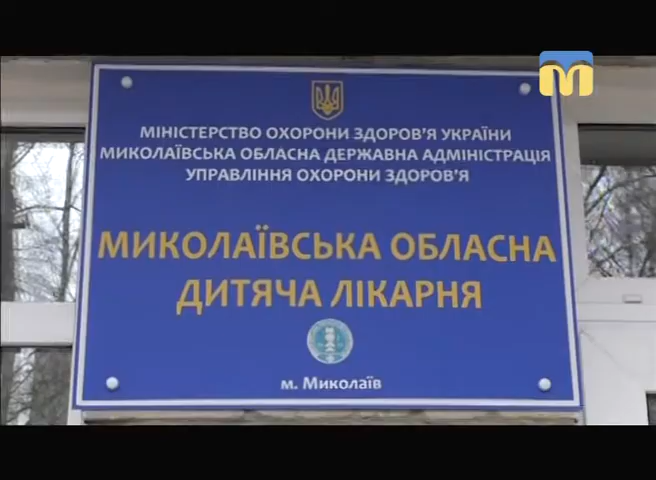 МІНІСТЕРСТВО ОХОРОНИ ЗДОРОВ'Я УКРАЇНИ
МИКОЛАЇВСЬКА ОБЛАСНА ДЕРЖАВНА АДМІНІСТРАЦІЯ
УПРАВЛІННЯ ОХОРОНИ ЗДОРОВ'Я
МИКОЛАЇВСЬКА ОБЛАСНА
ДИТЯЧА ЛІКАРНЯ
м. Миколаїв
М